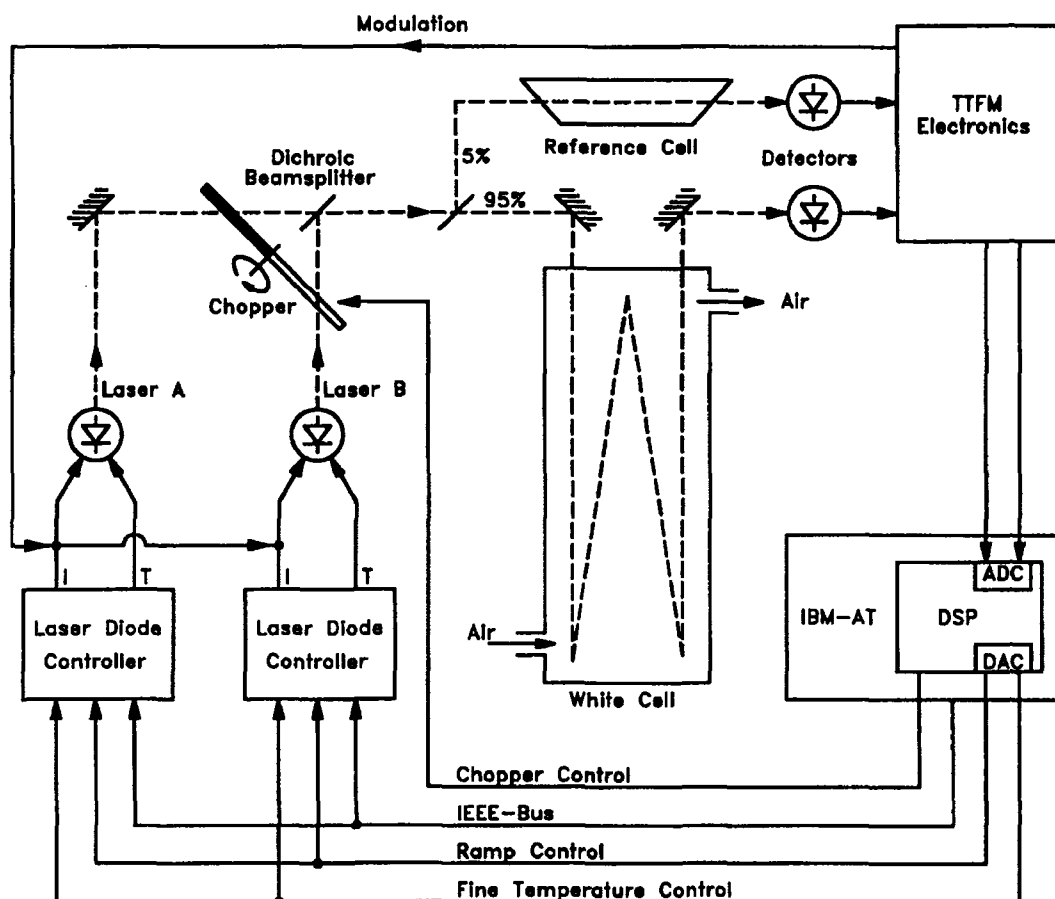 Modulation
TTFM
Electronics
Reference Cell
Detectors
5%
95%
Dichroic
Beamsplitter
Chopper
Air
Laser A
Laser B
I
T
I
T
Laser Diode
Controller
Laser Diode
Controller
Air
White Cell
IBM-AT
ADC
DSP
DAC
Chopper Control
IEEE-Bus
Ramp Control
Fine Temperature Control